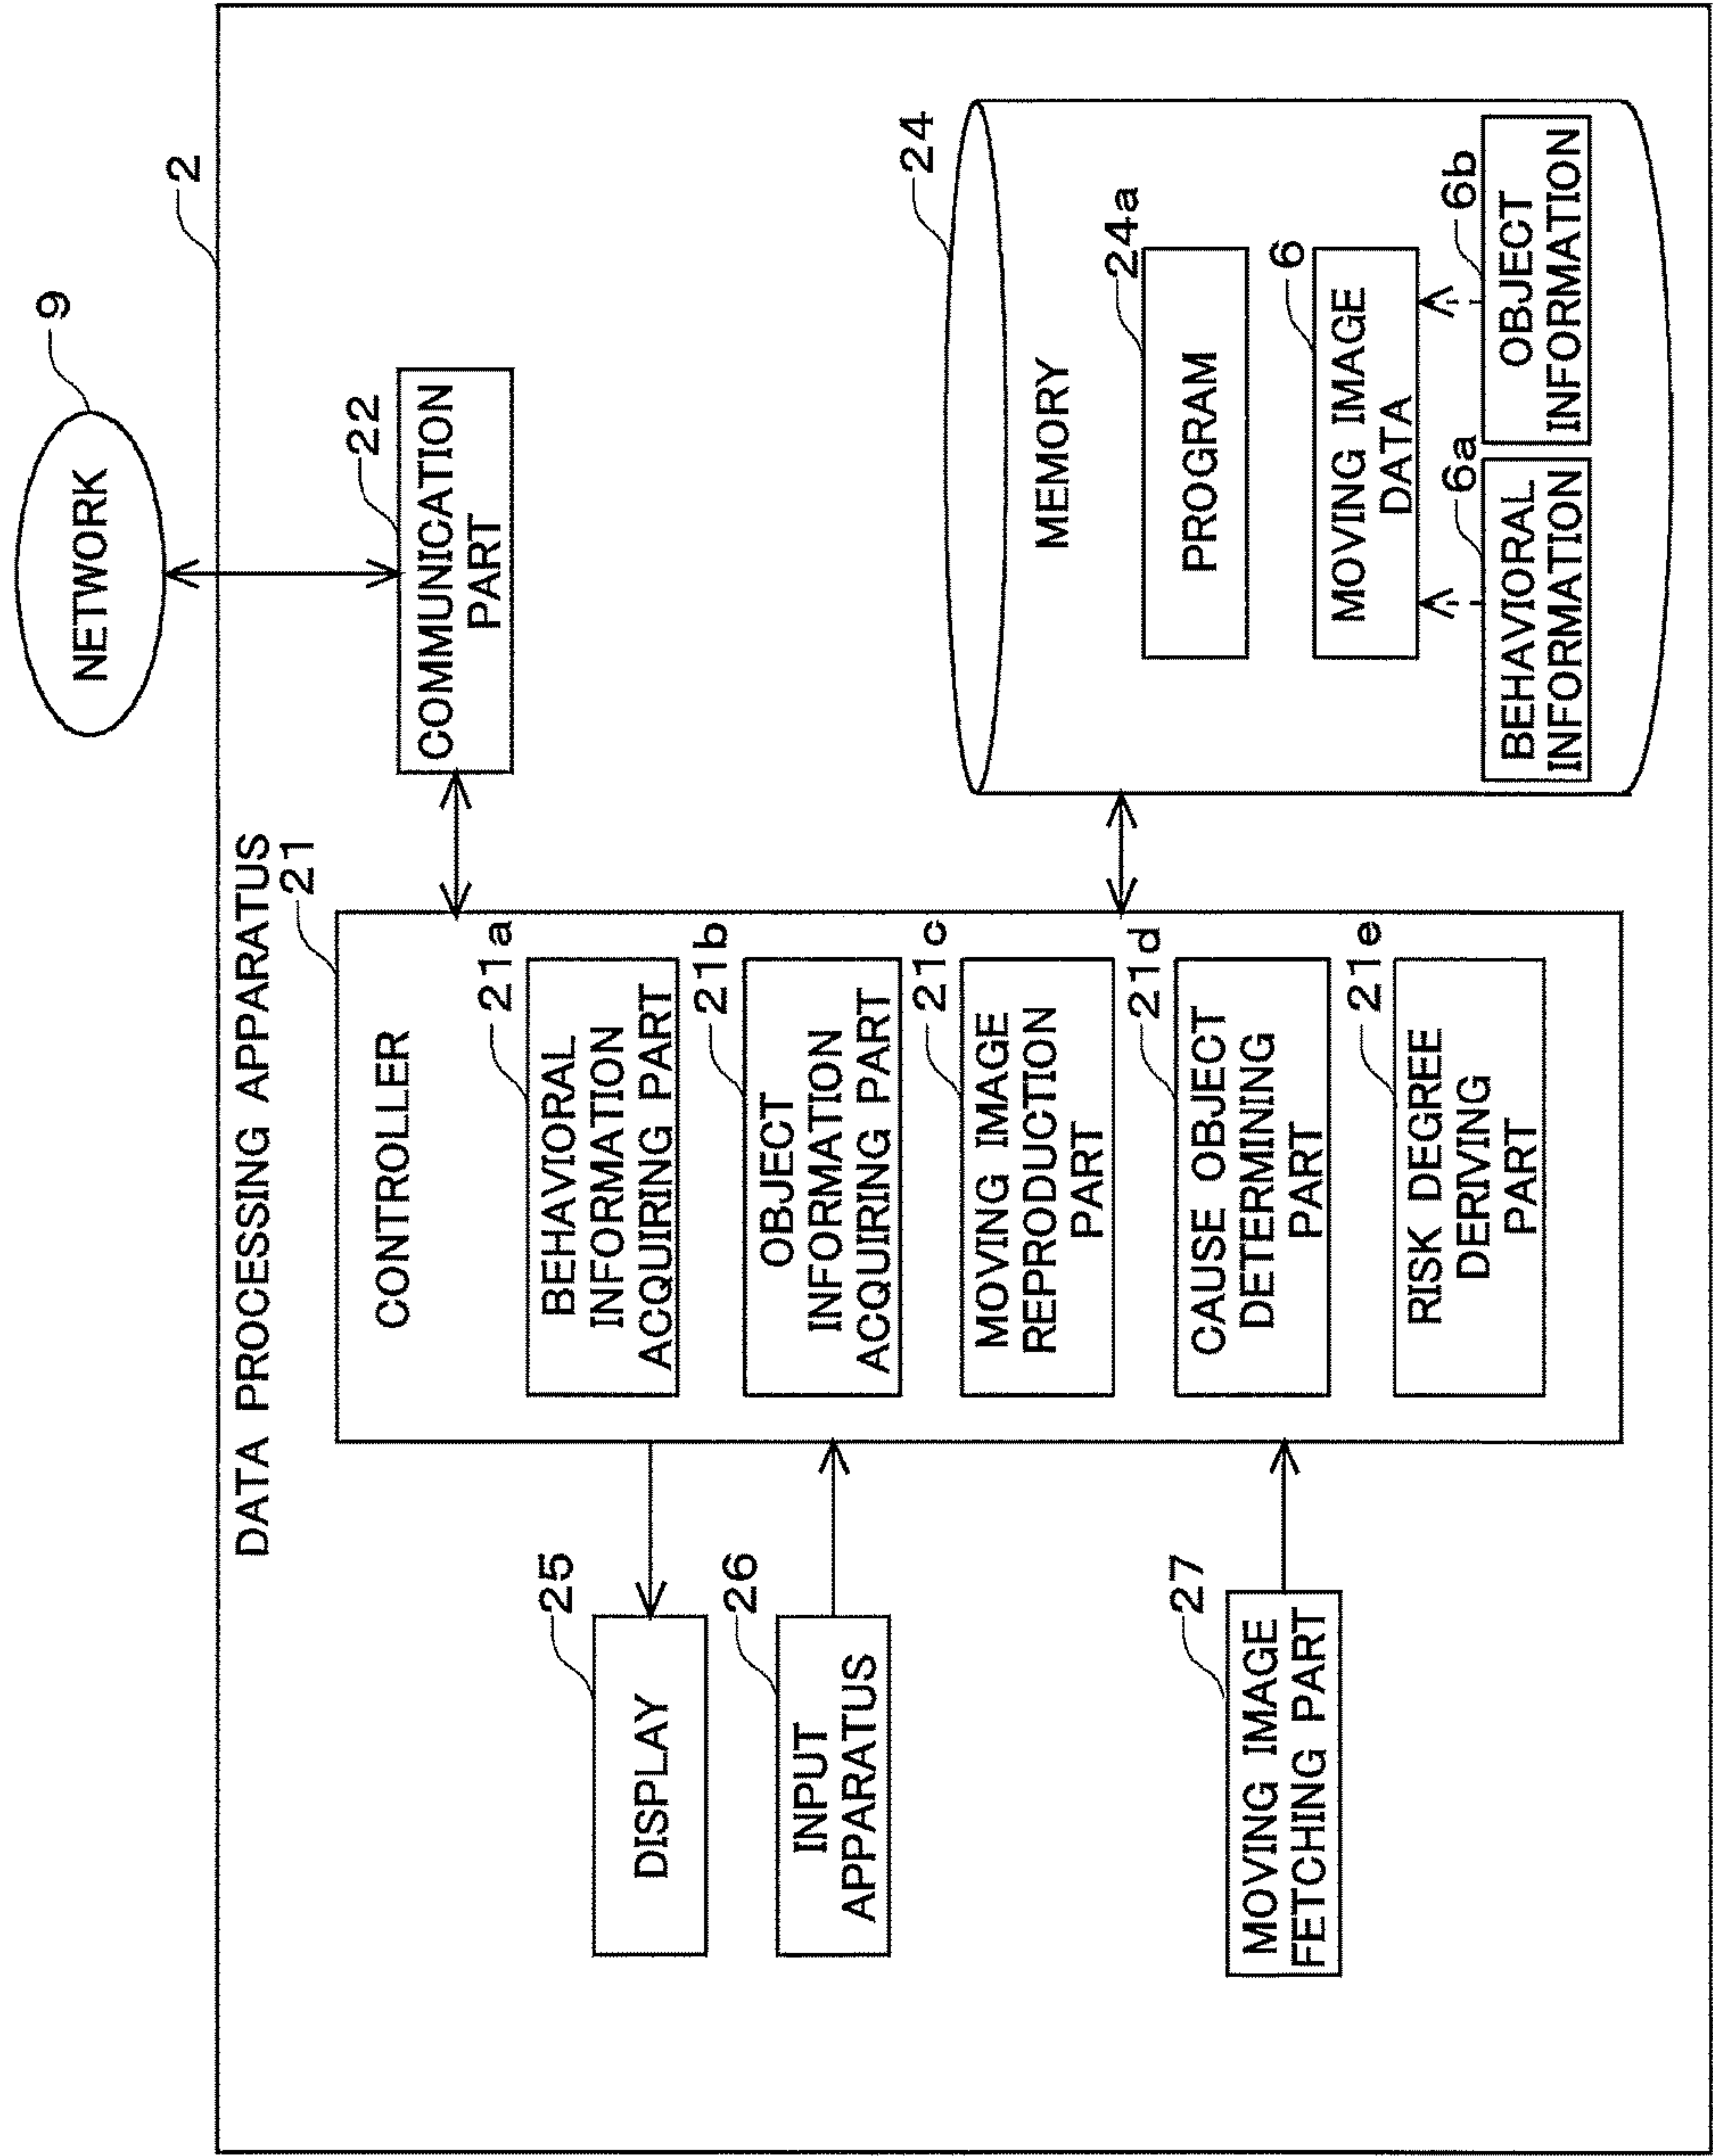 NETWORK
9
2
DATA PROCESSING APPARATUS
21
CONTROLLER
22
COMMUNICATION
PART
21a
BEHAVIORAL
INFORMATION
ACQUIRING PART
21b
OBJECT
INFORMATION
ACQUIRING PART
21c
MOVING IMAGE
REPRODUCTION
PART
21d
CAUSE OBJECT
DETERMINING
PART
21e
RISK DEGREE
DERIVING
PART
25
DISPLAY
26
INPUT
APPARATUS
27
MOVING IMAGE
FETCHING PART
24
MEMORY
24a
PROGRAM
6
MOVING IMAGE
DATA
6a
BEHAVIORAL
INFORMATION
6b
OBJECT
INFORMATION